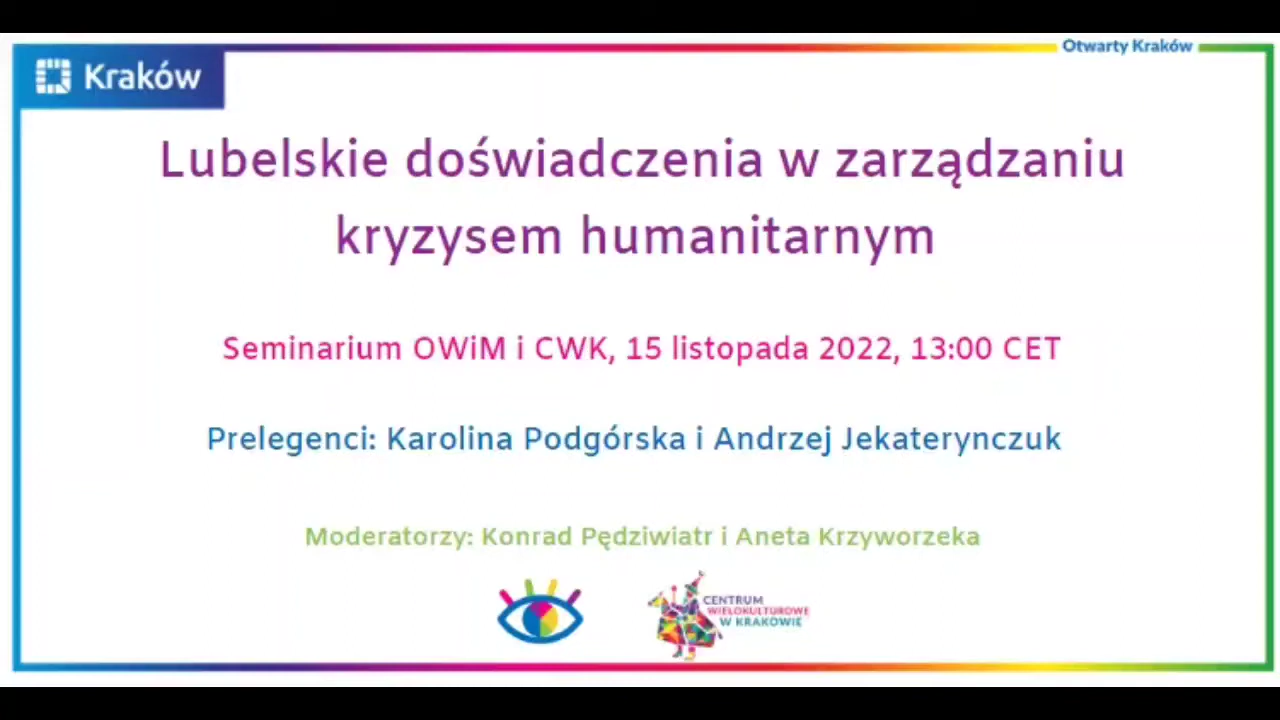 Otwarty Kraków
Kraków
Lubelskie doświadczenia w zarządzaniu
kryzysem humanitarnym
Seminarium OWiM i CWK, 15 listopada 2022, 13:00 CET
Prelegenci: Karolina Podgórska i Andrzej Jekaterynczuk
Moderatorzy: Konrad Pędziwiatr i Aneta Krzyworzeka
CENTRUM
WIELOKULTUROWE
W KRAKOWIE